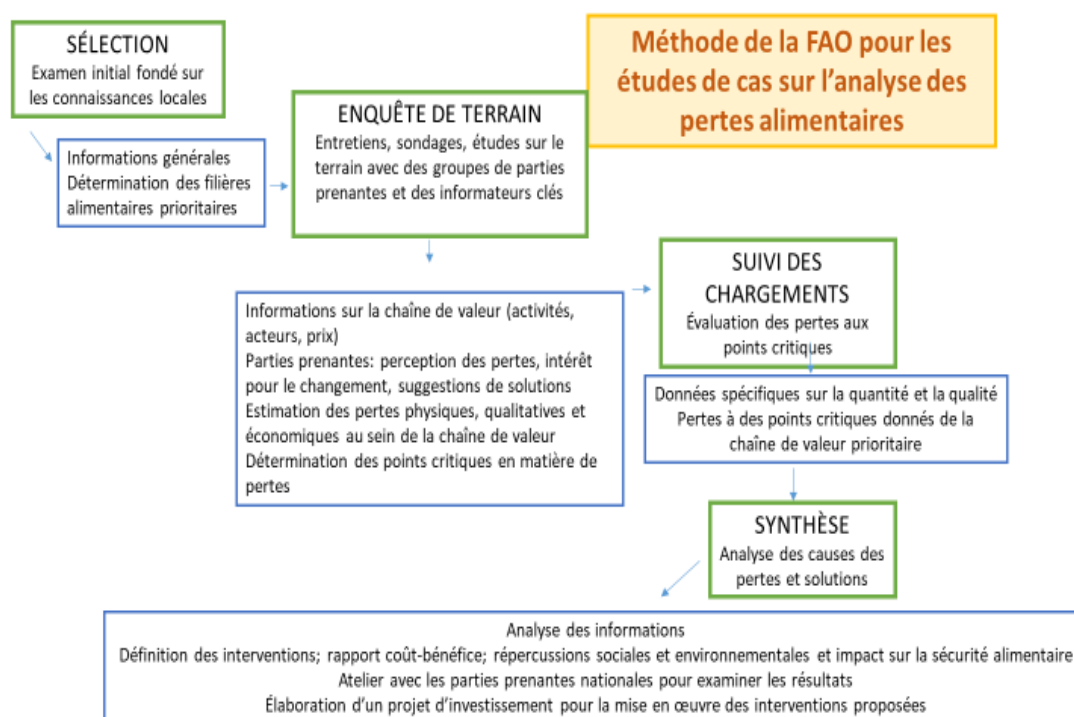 Méthode de la FAO pour les
études de cas sur l’analyse des
pertes alimentaires
SÉLECTION
Examen initial fondé sur
les connaissances locales
Informations générales
Détermination des filières
alimentaires prioritaires
ENQUÊTE DE TERRAIN
Entretiens, sondages, études sur le
terrain avec des groupes de parties
prenantes et des informateurs clés
Informations sur la chaîne de valeur (activités,
acteurs, prix)
Parties prenantes: perception des pertes, intérêt
pour le changement, suggestions de solutions
Estimation des pertes physiques, qualitatives et
économiques au sein de la chaîne de valeur
Détermination des points critiques en matière de
pertes
SUIVI DES
CHARGEMENTS
Évaluation des pertes aux
points critiques
Données spécifiques sur la quantité et la qualité
Pertes à des points critiques donnés de la
chaîne de valeur prioritaire
SYNTHÈSE
Analyse des causes des
pertes et solutions
Analyse des informations
Définition des interventions; rapport coût-bénéfice; répercussions sociales et environnementales et impact sur la sécurité alimentaire
Atelier avec les parties prenantes nationales pour examiner les résultats
Élaboration d’un projet d’investissement pour la mise en œuvre des interventions proposées